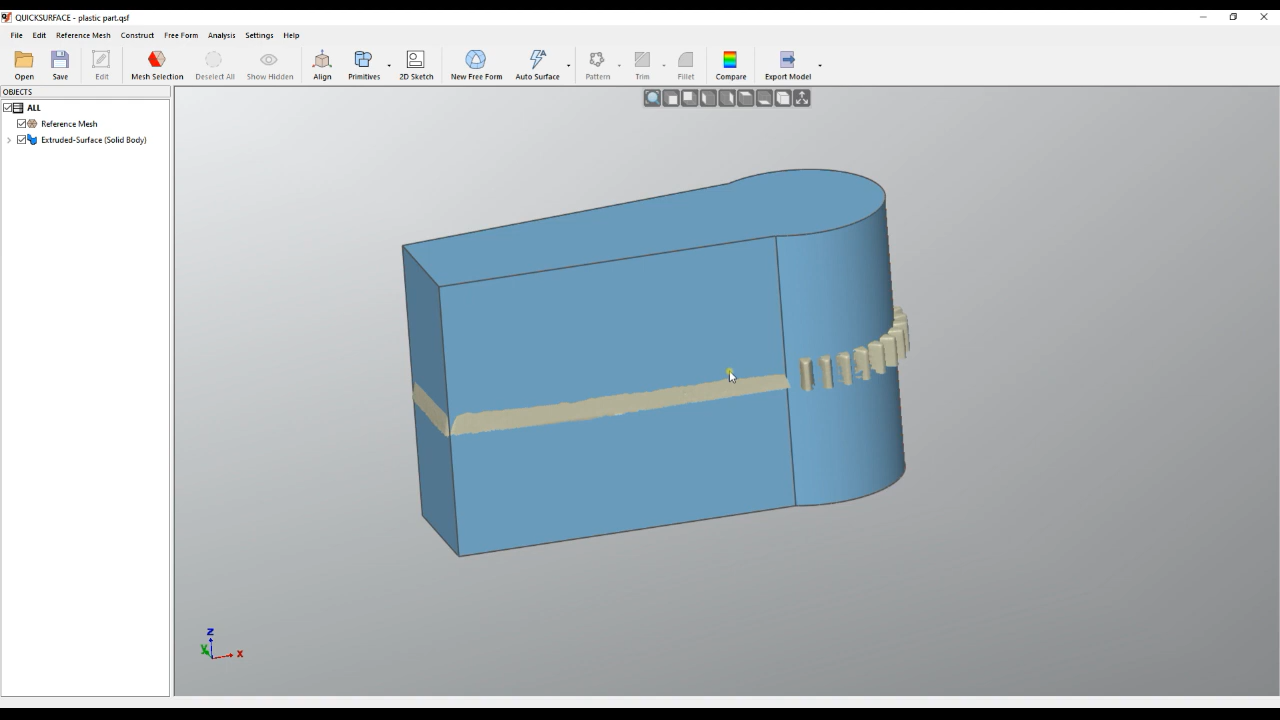 QUICKSURFACE - plastic part.qsf
File Edit Reference Mesh Construct Free Form Analysis Settings Help
Open Save Edit Mesh Selection Deselect All Show Hidden Align Primitives 2D Sketch New Free Form Auto Surface Pattern Trim Fillet Compare Export Model
OBJECTS
ALL
Reference Mesh
Extruded-Surface (Solid Body)
z
y
x